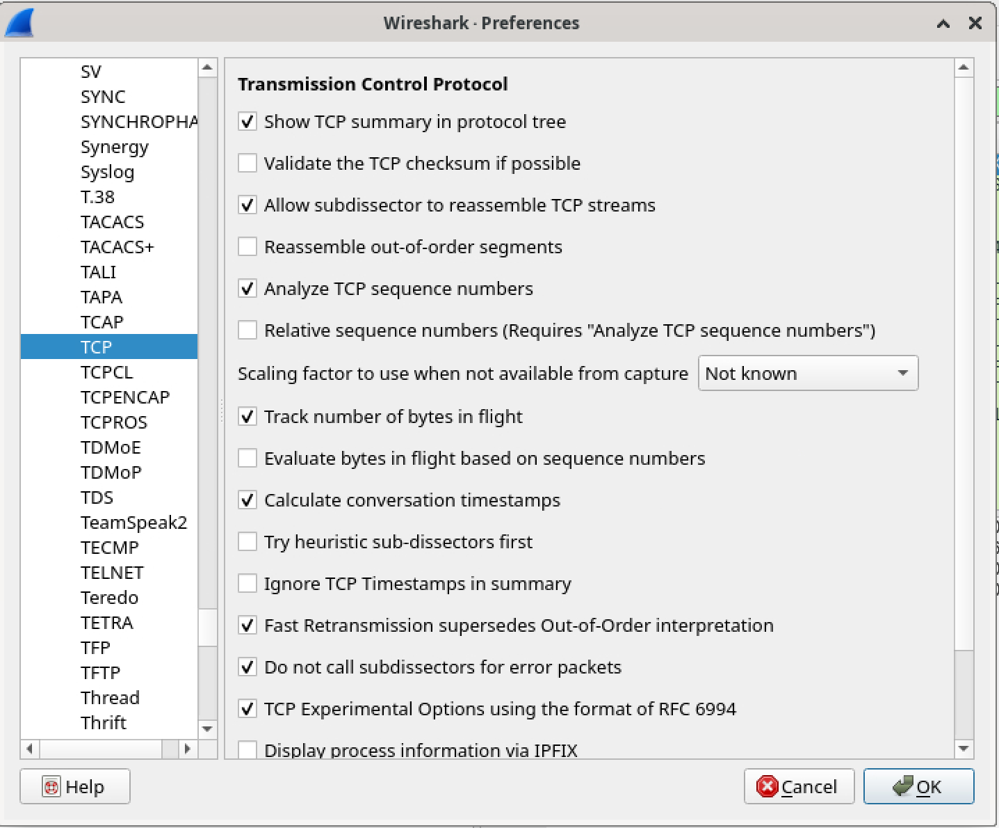 Wireshark · Preferences
SV
SYNC
SYNCHROPHA
Synergy
Syslog
T.38
TACACS
TACACS+
TALI
TAPA
TCAP
TCP
TCPCL
TCPENCAP
TCPROS
TDMoE
TDMoP
TDS
TeamSpeak2
TECMP
TELNET
Teredo
TETRA
TFP
TFTP
Thread
Thrift
Transmission Control Protocol
Show TCP summary in protocol tree
Validate the TCP checksum if possible
Allow subdissector to reassemble TCP streams
Reassemble out-of-order segments
Analyze TCP sequence numbers
Relative sequence numbers (Requires "Analyze TCP sequence numbers")
Scaling factor to use when not available from capture Not known
Track number of bytes in flight
Evaluate bytes in flight based on sequence numbers
Calculate conversation timestamps
Try heuristic sub-dissectors first
Ignore TCP Timestamps in summary
Fast Retransmission supersedes Out-of-Order interpretation
Do not call subdissectors for error packets
TCP Experimental Options using the format of RFC 6994
Display process information via IPFIX
Help Cancel OK